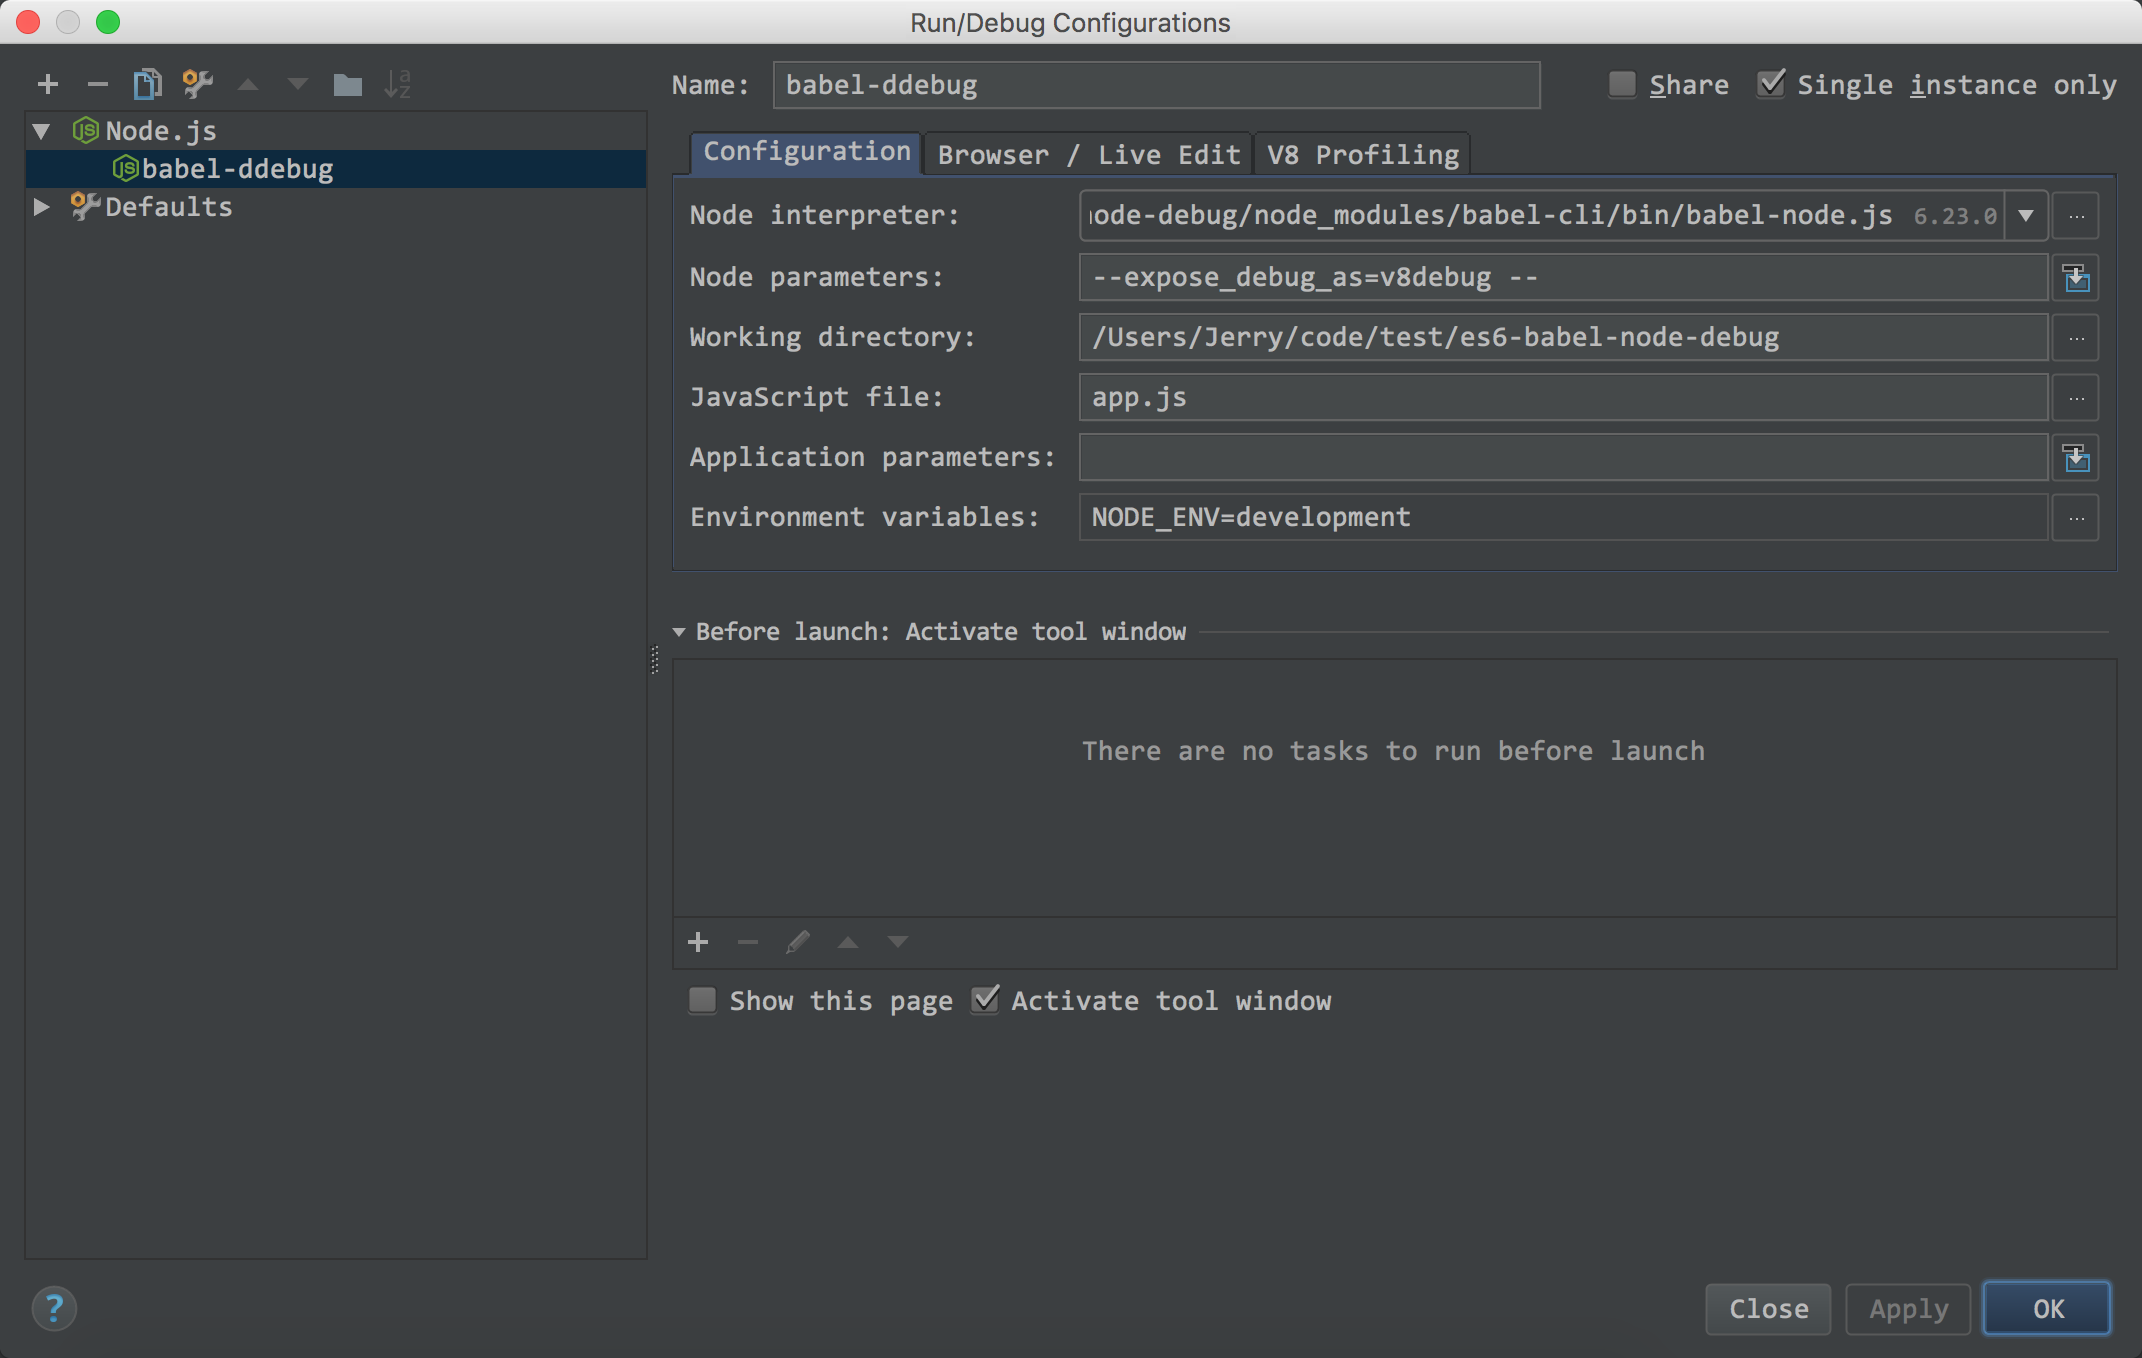 Run/Debug Configurations
Name: babel-ddebug Share Single instance only
Node.js
babel-ddebug
Defaults
Configuration Browser / Live Edit V8 Profiling
Node interpreter: ode-debug/node_modules/babel-cli/bin/babel-node.js 6.23.0 ...
Node parameters: --expose_debug_as=v8debug --
Working directory: /Users/Jerry/code/test/es6-babel-node-debug ...
JavaScript file: app.js ...
Application parameters:
Environment variables: NODE_ENV=development ...
Before launch: Activate tool window
There are no tasks to run before launch
Show this page Activate tool window
? Close Apply OK